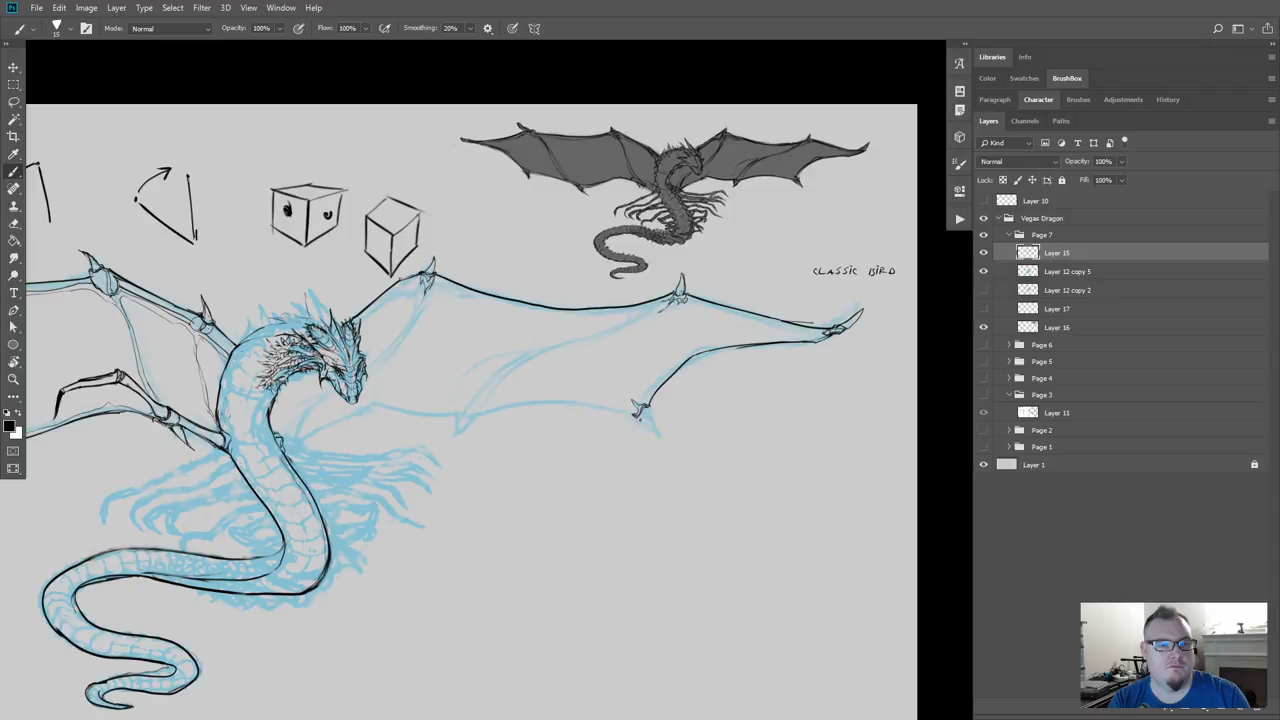 Ps File Edit Image Layer Type Select Filter 3D View Window Help
15 Mode: Normal Opacity: 100% Flow: 100% Smoothing: 20%
Libraries Info
Color Swatches BrushBox
Paragraph Character Brushes Adjustments History
Layers Channels Paths
Kind
Normal Opacity: 100%
Lock: Fill: 100%
Layer 10
Vegas Dragon
Page 7
Layer 15
Layer 12 copy 5
Layer 12 copy 2
Layer 17
Layer 16
Page 6
Page 5
Page 4
Page 3
Layer 11
Page 2
Page 1
Layer 1
CLASSIC BIRD